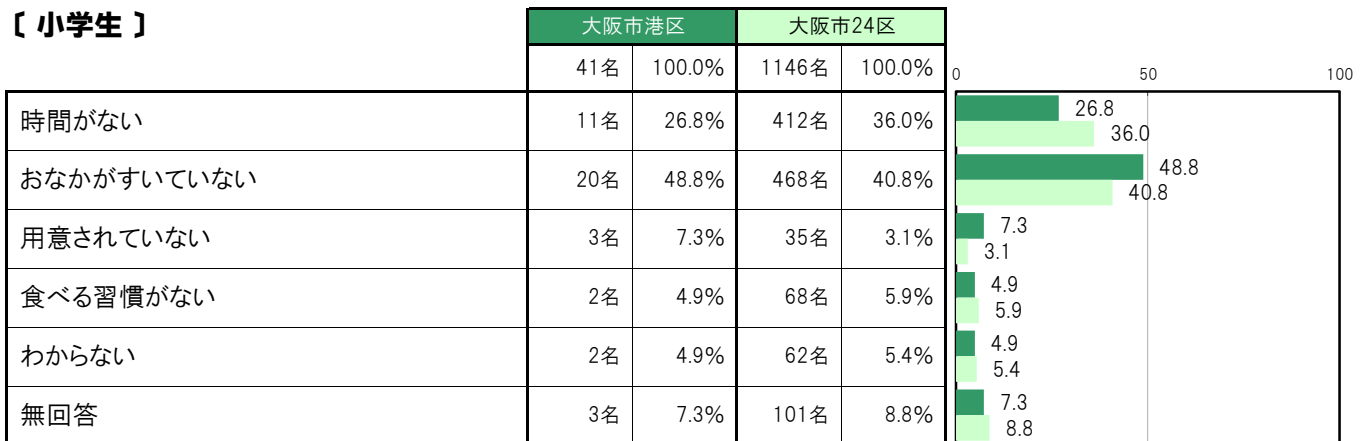 〔 小学生 〕
大阪市港区 大阪市24区
41名 100.0% 1146名 100.0%
0 50 100
時間がない 11名 26.8% 412名 36.0%
26.8
36.0
おなかがすいていない 20名 48.8% 468名 40.8%
48.8
40.8
用意されていない 3名 7.3% 35名 3.1%
7.3
3.1
食べる習慣がない 2名 4.9% 68名 5.9%
4.9
5.9
わからない 2名 4.9% 62名 5.4%
4.9
5.4
無回答 3名 7.3% 101名 8.8%
7.3
8.8